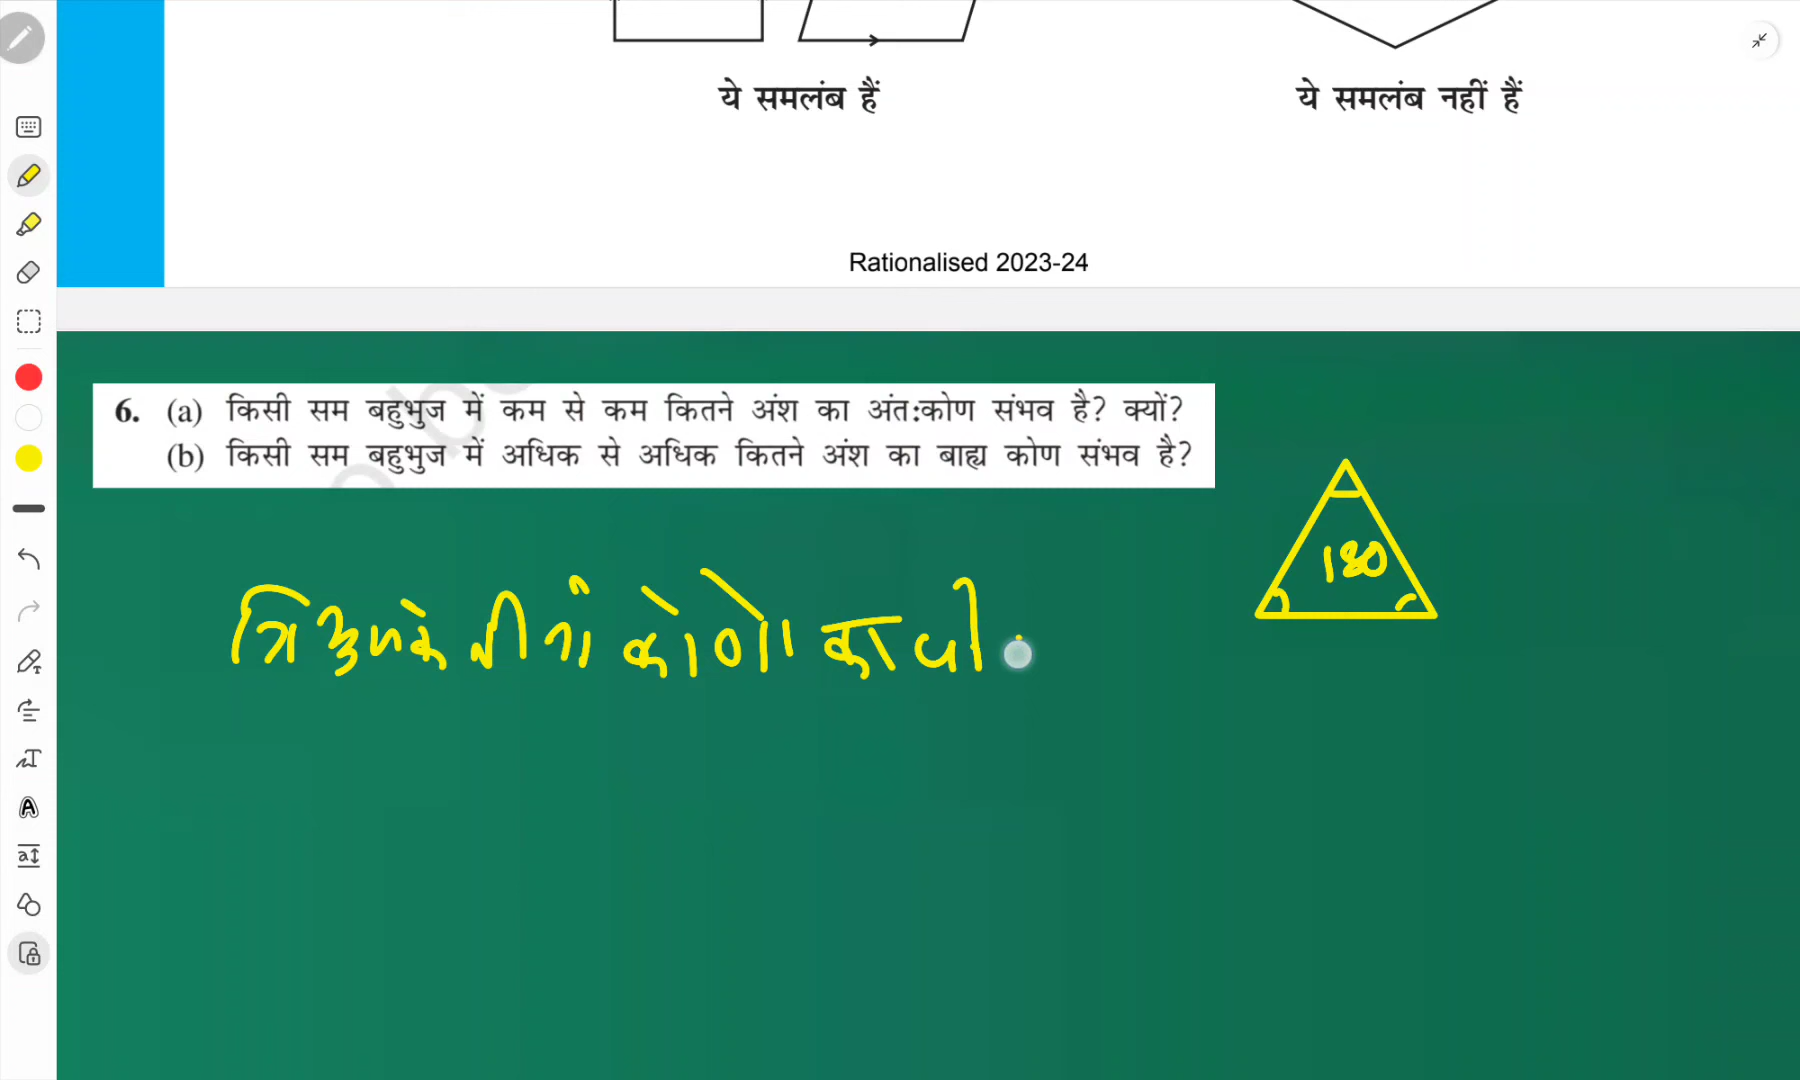 ये समलंब हैं
ये समलंब नहीं हैं
Rationalised 2023-24
6. (a) किसी सम बहुभुज में कम से कम कितने अंश का अंत:कोण संभव है? क्यों?
(b) किसी सम बहुभुज में अधिक से अधिक कितने अंश का बाह्य कोण संभव है?
180
त्रिभुज के तीनों कोणों का यो